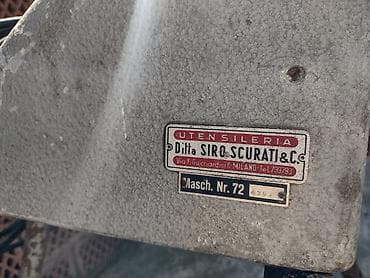 UTENSILERIA
Ditta SIRO SCURATI & C.
MILANO
Masch. Nr. 72